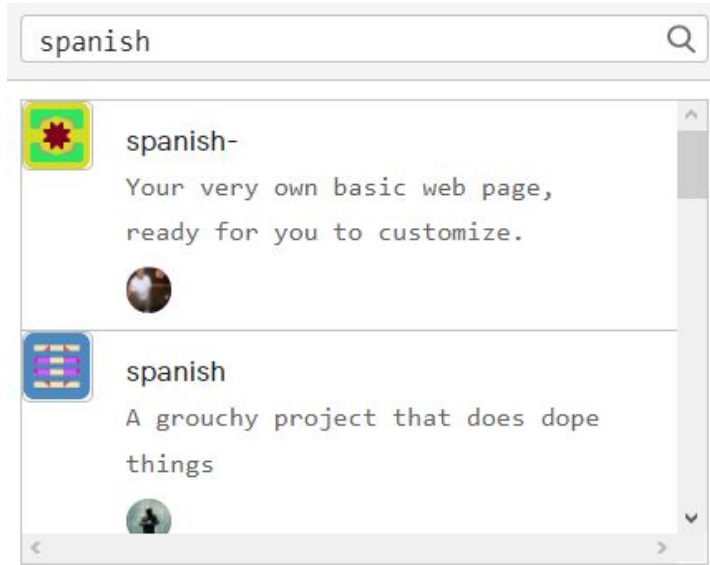 spanish
spanish-
Your very own basic web page,
ready for you to customize.
spanish
A grouchy project that does dope
things